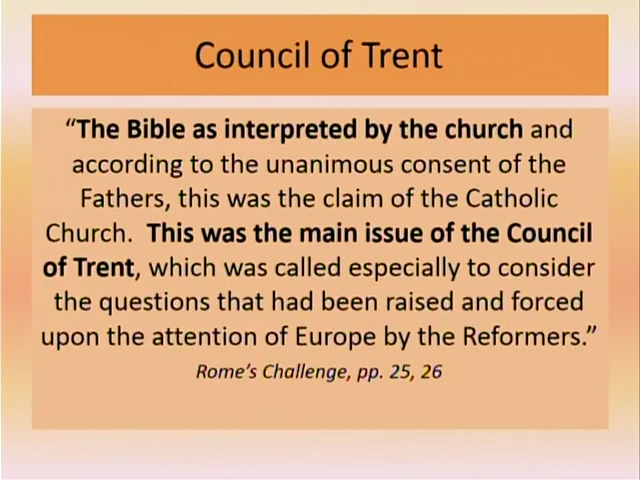 Council of Trent
“The Bible as interpreted by the church and
according to the unanimous consent of the
Fathers, this was the claim of the Catholic
Church.  This was the main issue of the Council
of Trent, which was called especially to consider
the questions that had been raised and forced
upon the attention of Europe by the Reformers.”
Rome’s Challenge, pp. 25, 26